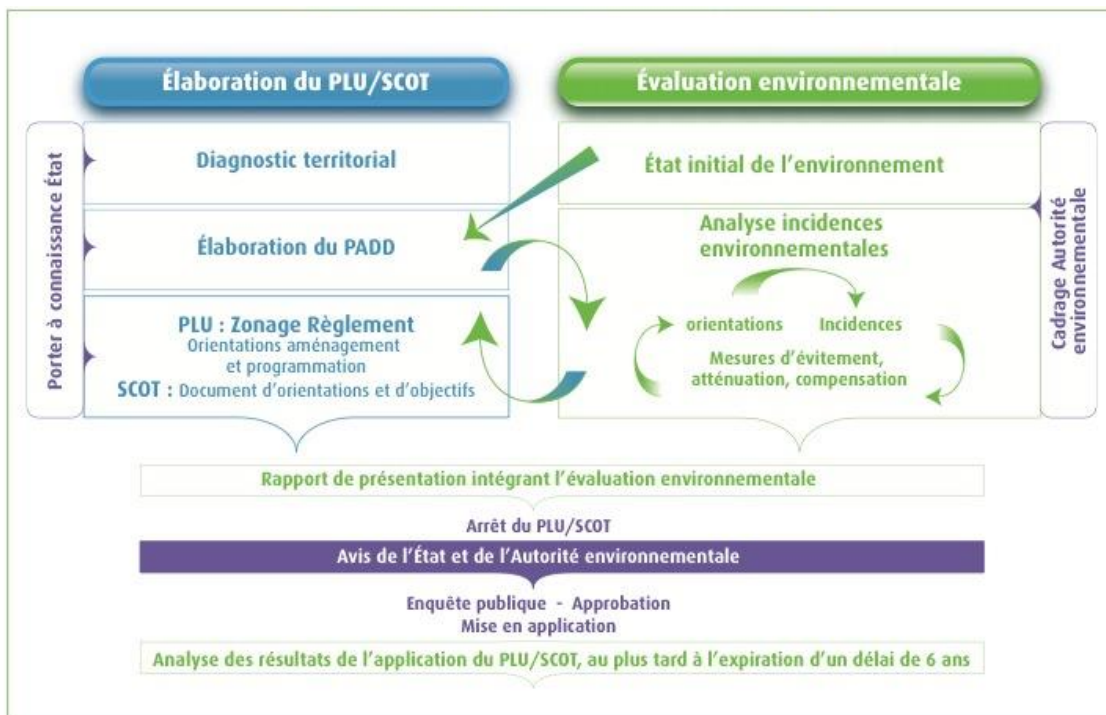 Élaboration du PLU/SCOT
Évaluation environnementale
Porter à connaissance État
Diagnostic territorial
État initial de l'environnement
Élaboration du PADD
Analyse incidences
environnementales
PLU : Zonage Règlement
Orientations aménagement
et programmation
SCOT : Document d'orientations et d'objectifs
orientations
Incidences
Mesures d'évitement,
atténuation, compensation
Cadrage Autorité
environnementale
Rapport de présentation intégrant l'évaluation environnementale
Arrêt du PLU/SCOT
Avis de l'État et de l'Autorité environnementale
Enquête publique - Approbation
Mise en application
Analyse des résultats de l'application du PLU/SCOT, au plus tard à l'expiration d'un délai de 6 ans